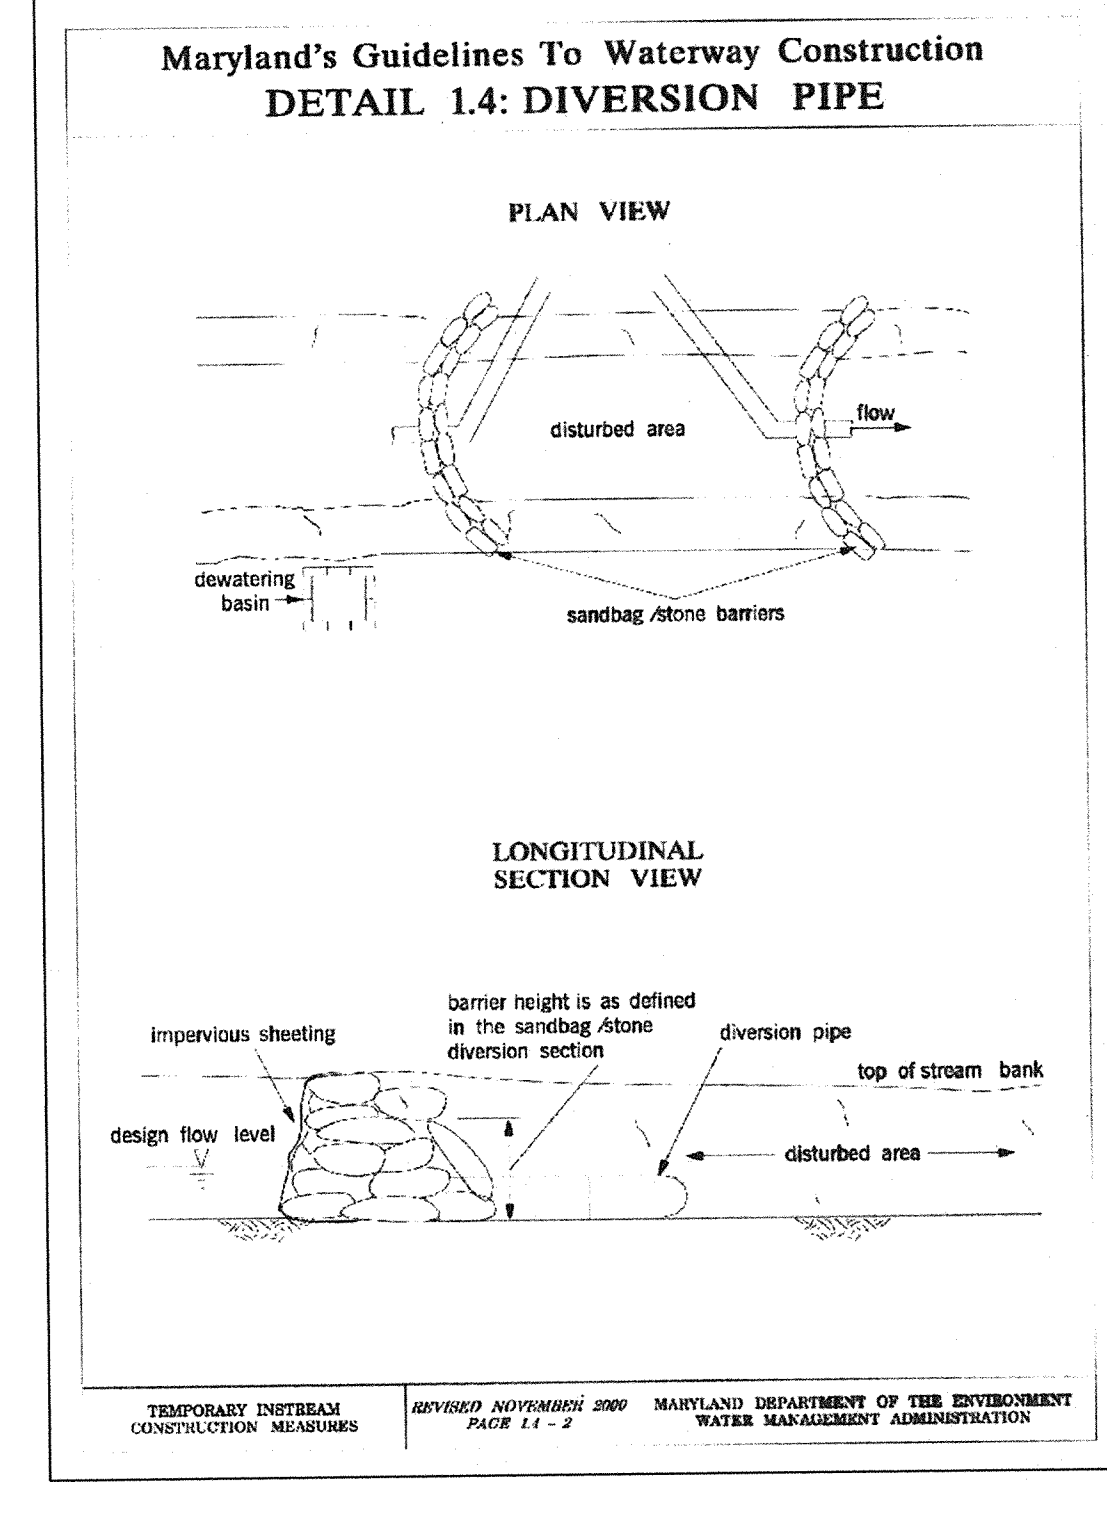 Maryland's Guidelines To Waterway Construction
DETAIL 1.4: DIVERSION PIPE
PLAN VIEW
flow
disturbed area
dewatering
basin
sandbag /stone barriers
LONGITUDINAL
SECTION VIEW
barrier height is as defined
in the sandbag /stone
diversion section
impervious sheeting
diversion pipe
top of stream bank
design flow level
disturbed area
TEMPORARY INSTREAM
CONSTRUCTION MEASURES
REVISED NOVEMBER 2000
PAGE 1.4 - 2
MARYLAND DEPARTMENT OF THE ENVIRONMENT
WATER MANAGEMENT ADMINISTRATION